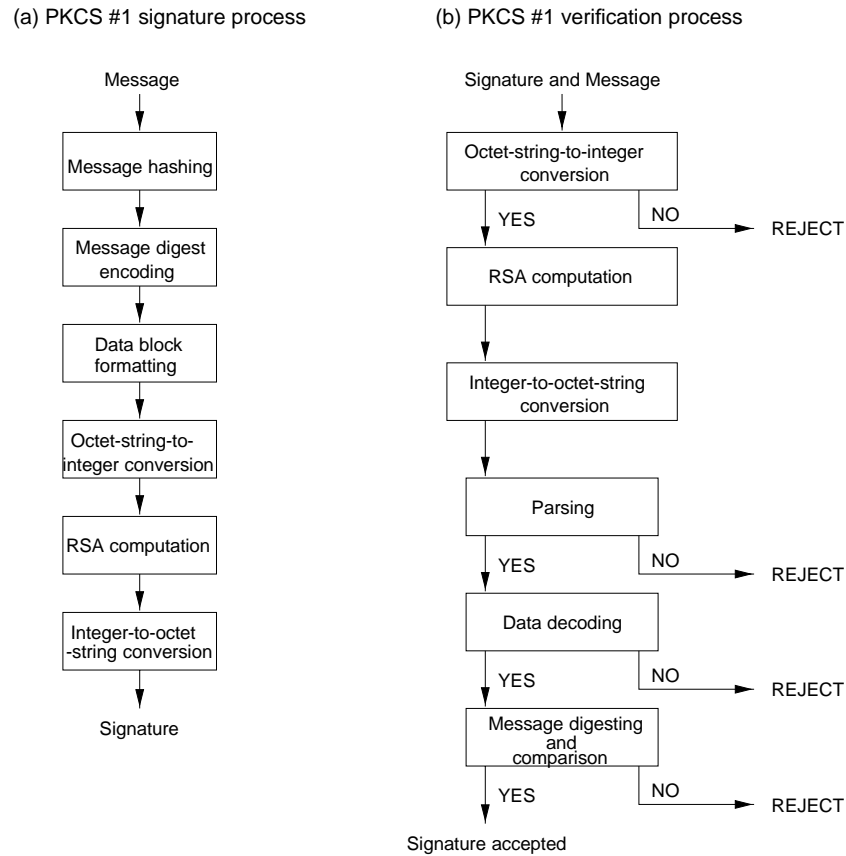 (a) PKCS #1 signature process
Message
Message hashing
Message digest
encoding
Data block
formatting
Octet-string-to-
integer conversion
RSA computation
Integer-to-octet
-string conversion
Signature
(b) PKCS #1 verification process
Signature and Message
Octet-string-to-integer
conversion
YES
NO
REJECT
RSA computation
Integer-to-octet-string
conversion
Parsing
YES
NO
REJECT
Data decoding
YES
NO
REJECT
Message digesting
and
comparison
YES
NO
REJECT
Signature accepted